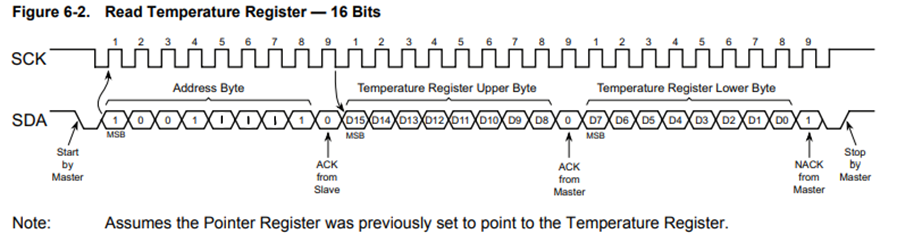 Figure 6-2. Read Temperature Register — 16 Bits
1 2 3 4 5 6 7 8 9 1 2 3 4 5 6 7 8 9 1 2 3 4 5 6 7 8 9
SCK
Address Byte Temperature Register Upper Byte Temperature Register Lower Byte
SDA 1 0 0 1 I I I 1 0 D15 D14 D13 D12 D11 D10 D9 D8 0 D7 D6 D5 D4 D3 D2 D1 D0 1
MSB MSB MSB
Start by Master
ACK from Slave
ACK from Master
NACK from Master
Stop by Master
Note: Assumes the Pointer Register was previously set to point to the Temperature Register.